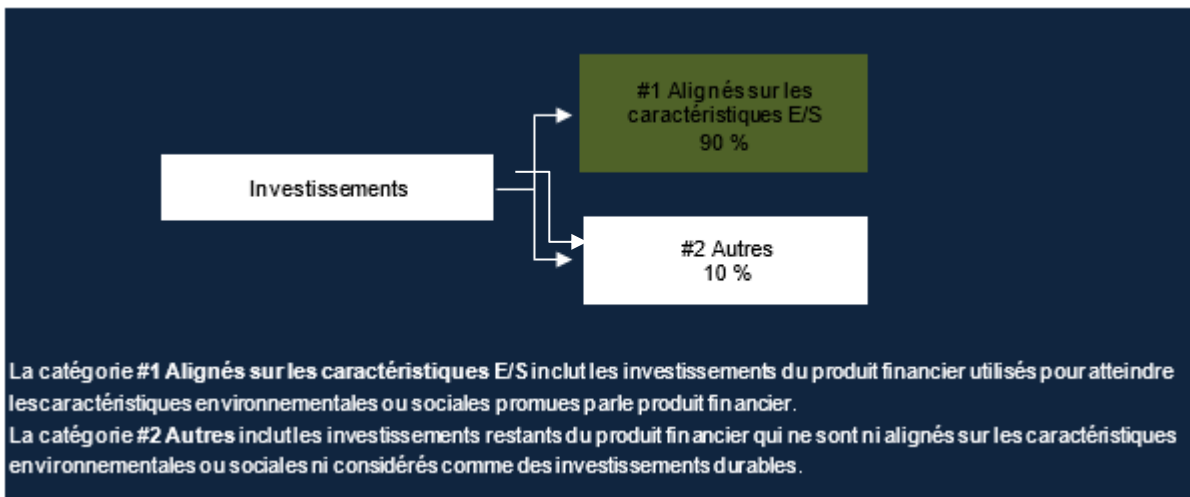 #1 Alignés sur les
caractéristiques E/S
90 %
Investissements
#2 Autres
10 %
La catégorie #1 Alignés sur les caractéristiques E/S inclut les investissements du produit financier utilisés pour atteindre
les caractéristiques environnementales ou sociales promues par le produit financier.
La catégorie #2 Autres inclut les investissements restants du produit financier qui ne sont ni alignés sur les caractéristiques
environnementales ou sociales ni considérés comme des investissements durables.